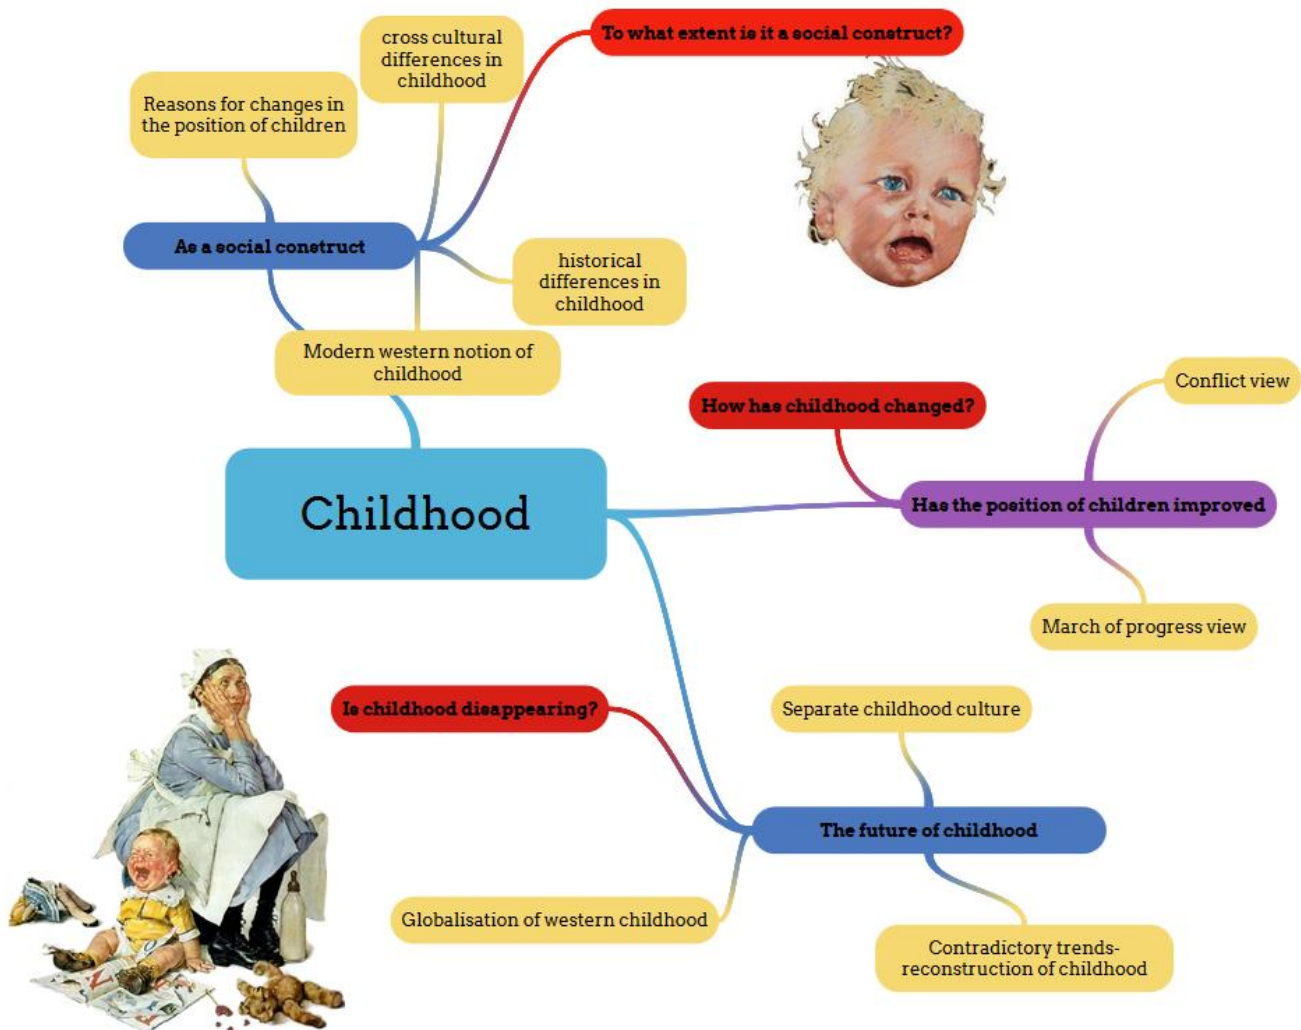 To what extent is it a social construct?
cross cultural
differences in
childhood
Reasons for changes in
the position of children
As a social construct
historical
differences in
childhood
Modern western notion of
childhood
Conflict view
How has childhood changed?
Childhood
Has the position of children improved
March of progress view
Is childhood disappearing?
Separate childhood culture
The future of childhood
Globalisation of western childhood
Contradictory trends-
reconstruction of childhood